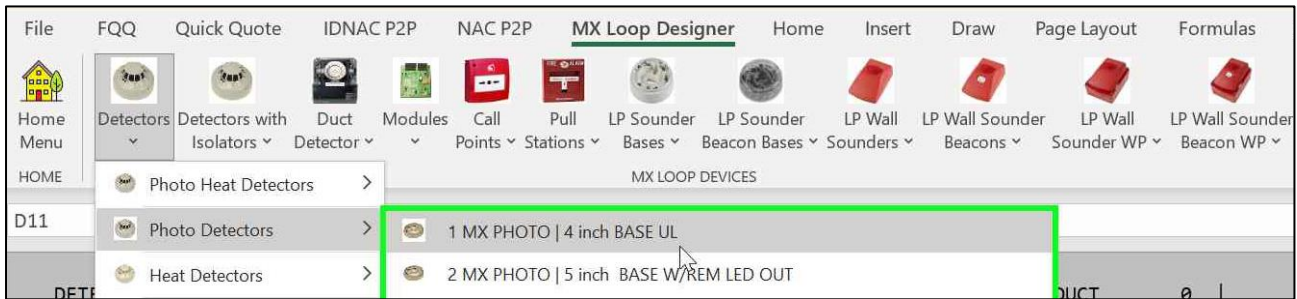 File FQQ Quick Quote IDNAC P2P NAC P2P MX Loop Designer Home Insert Draw Page Layout Formulas
Home Detectors Detectors with Duct Modules Call Pull LP Sounder LP Sounder LP Wall LP Wall Sounder LP Wall LP Wall Sounder
Menu Isolators Detector Points Stations Bases Beacon Bases Sounders Beacons Sounder WP Beacon WP
HOME MX LOOP DEVICES
Photo Heat Detectors
D11 Photo Detectors 1 MX PHOTO | 4 inch BASE UL
Heat Detectors 2 MX PHOTO | 5 inch BASE W/REM LED OUT
DUCT 0 |